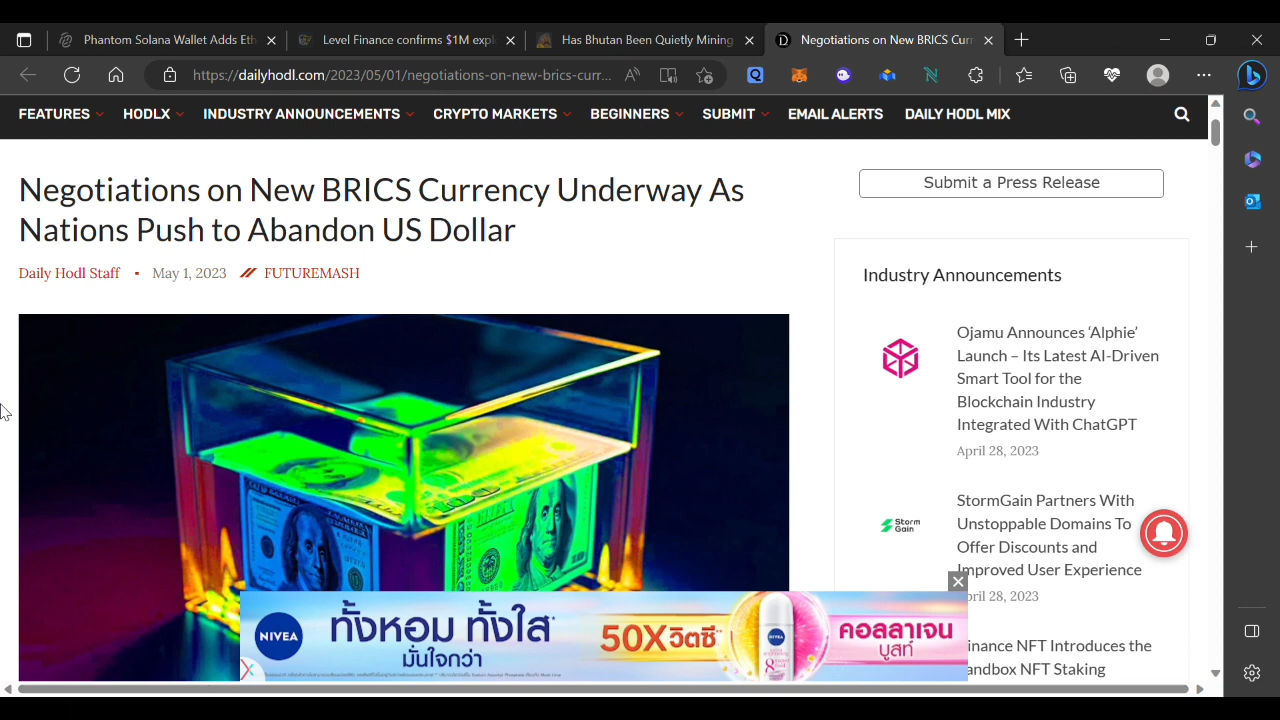 Phantom Solana Wallet Adds Eth
Level Finance confirms $1M expl
Has Bhutan Been Quietly Mining
Negotiations on New BRICS Curr
https://dailyhodl.com/2023/05/01/negotiations-on-new-brics-curr...
FEATURES
HODLX
INDUSTRY ANNOUNCEMENTS
CRYPTO MARKETS
BEGINNERS
SUBMIT
EMAIL ALERTS
DAILY HODL MIX
Negotiations on New BRICS Currency Underway As
Nations Push to Abandon US Dollar
Daily Hodl Staff
May 1, 2023
FUTUREMASH
Submit a Press Release
Industry Announcements
Ojamu Announces ‘Alphie’
Launch – Its Latest AI-Driven
Smart Tool for the
Blockchain Industry
Integrated With ChatGPT
April 28, 2023
Storm
Gain
StormGain Partners With
Unstoppable Domains To
Offer Discounts and
Improved User Experience
pril 28, 2023
inance NFT Introduces the
andbox NFT Staking
NIVEA
ทั้งหอม ทั้งใส*
มั่นใจกว่า
50Xวิตซี**
NIVEA
คอลลาเจน
บูสท์